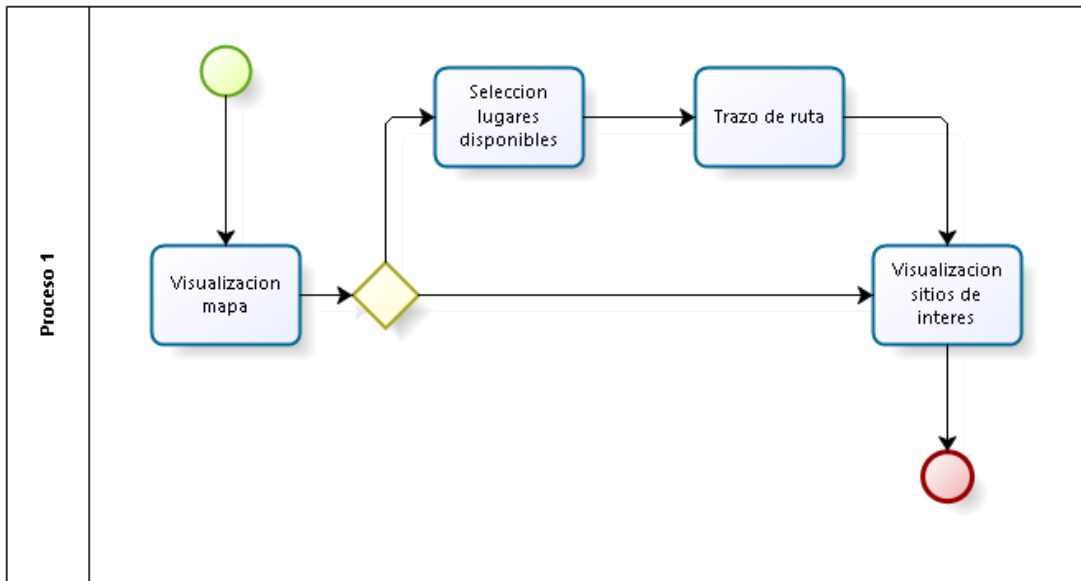 Proceso 1
Seleccion
lugares
disponibles
Trazo de ruta
Visualizacion
mapa
Visualizacion
sitios de
interes